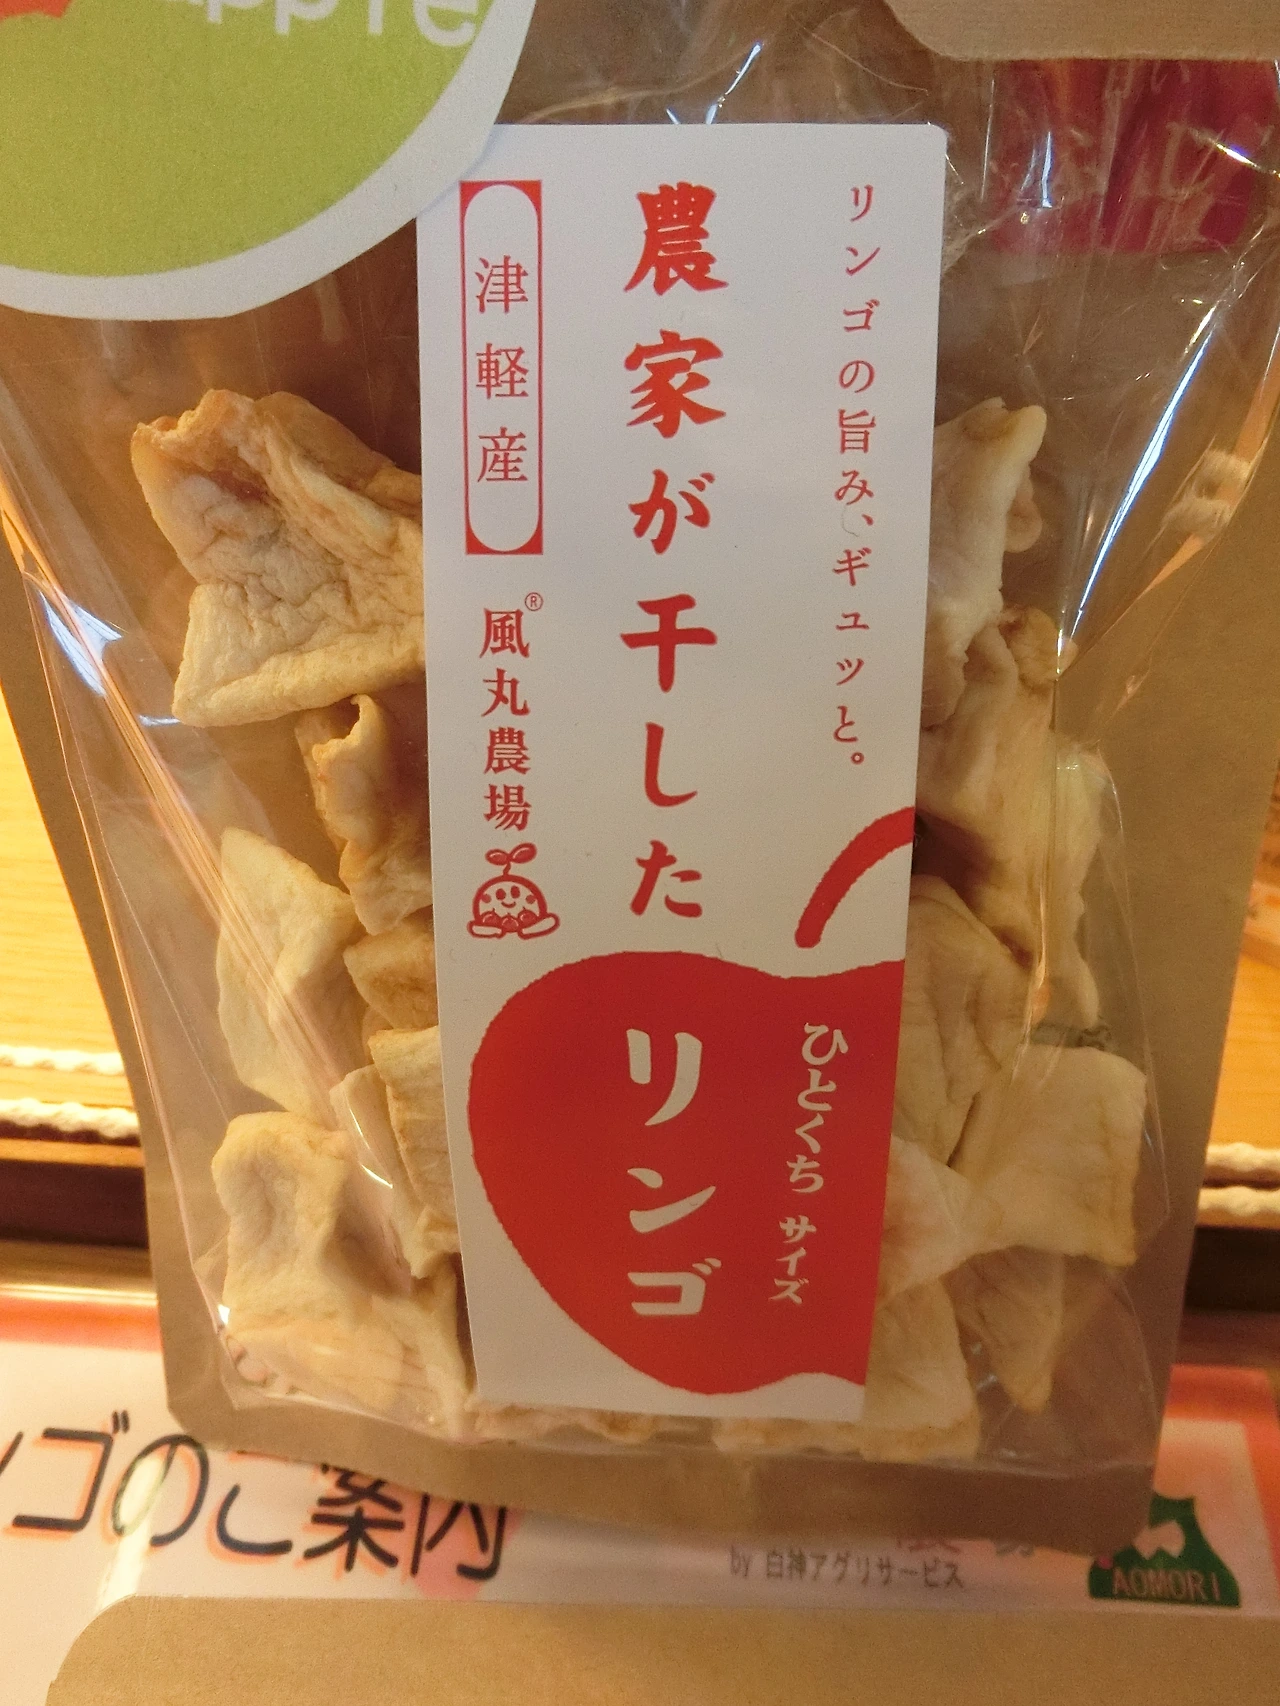 apple
リンゴの旨み、ギュッと。
農家が干した
リンゴ
ひとくち サイズ
津軽産
風丸農場®
ンゴのご案内
by 白神アグリサービス
AOMORI